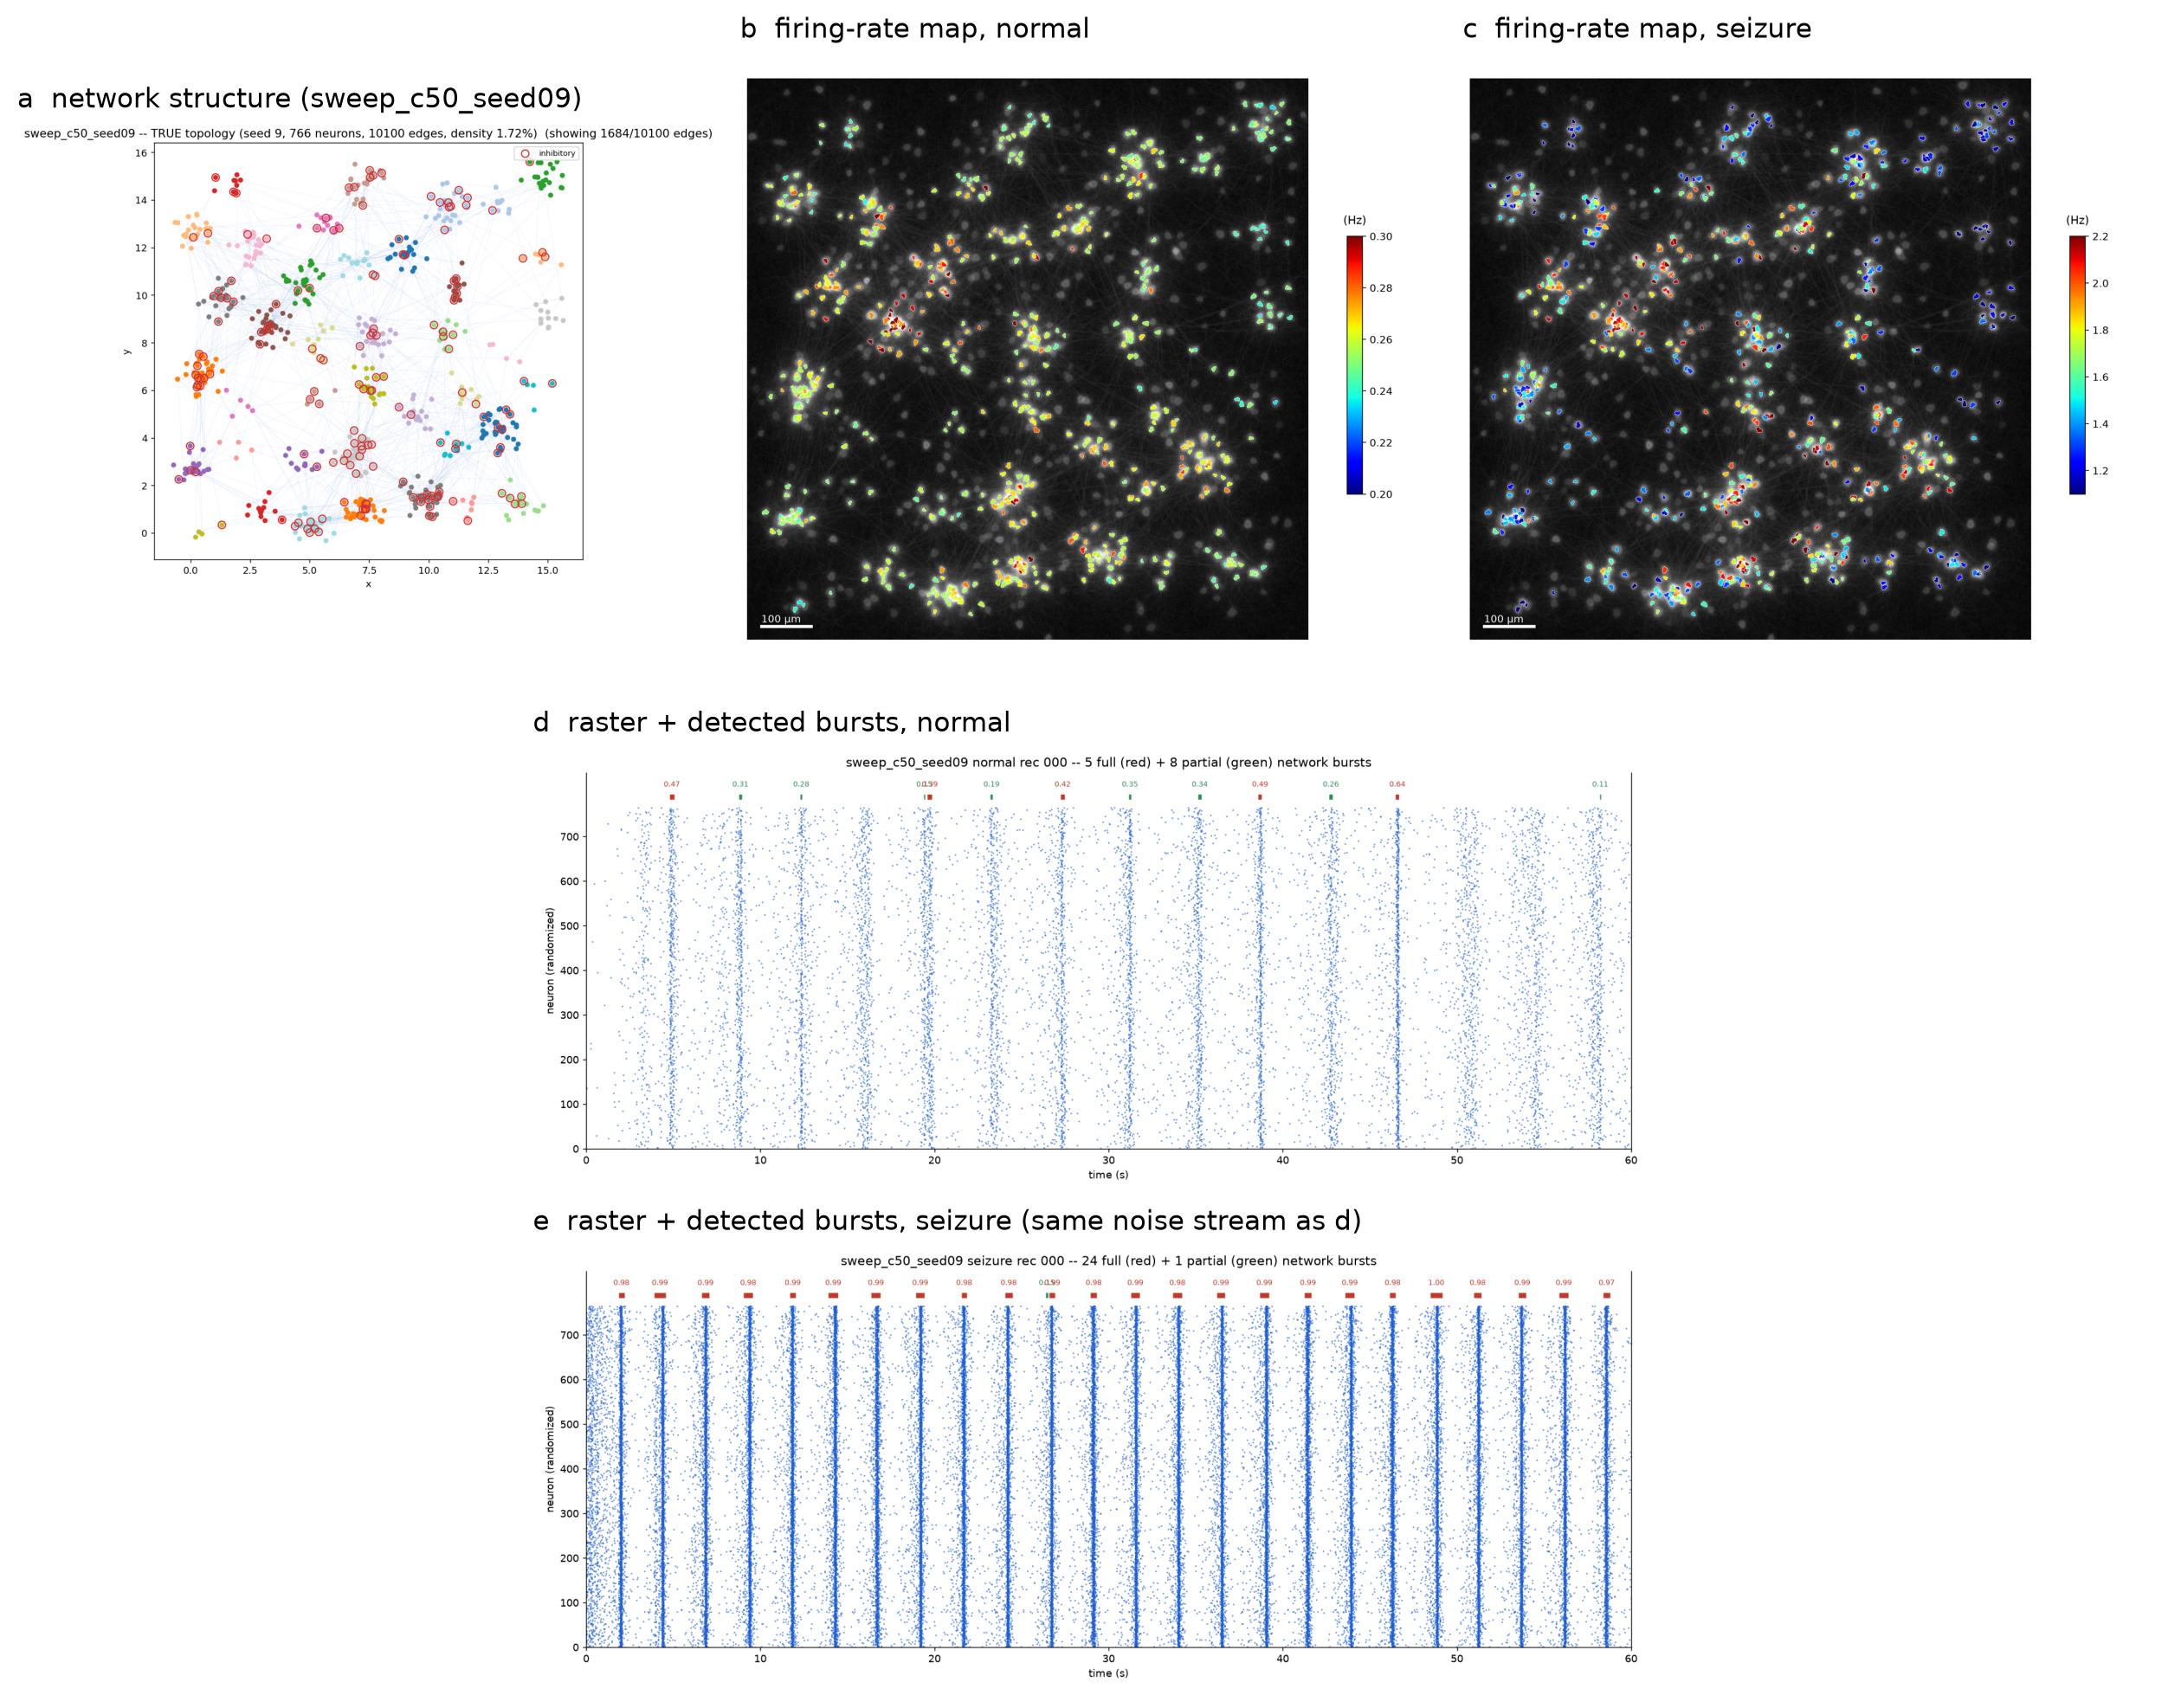 b firing-rate map, normal
c firing-rate map, seizure
a network structure (sweep_c50_seed09)
sweep_c50_seed09 -- TRUE topology (seed 9, 766 neurons, 10100 edges, density 1.72%) (showing 1684/10100 edges)
inhibitory
16
14
12
10
8
6
4
2
0
y
0.0 2.5 5.0 7.5 10.0 12.5 15.0
x
100 µm
(Hz)
0.30
0.28
0.26
0.24
0.22
0.20
100 µm
(Hz)
2.2
2.0
1.8
1.6
1.4
1.2
d raster + detected bursts, normal
sweep_c50_seed09 normal rec 000 -- 5 full (red) + 8 partial (green) network bursts
0.47 0.31 0.28 0.19 0.42 0.35 0.34 0.49 0.26 0.64 0.11
700
600
500
400
300
200
100
0
neuron (randomized)
0 10 20 30 40 50 60
time (s)
e raster + detected bursts, seizure (same noise stream as d)
sweep_c50_seed09 seizure rec 000 -- 24 full (red) + 1 partial (green) network bursts
0.98 0.99 0.99 0.98 0.99 0.99 0.99 0.99 0.98 0.98 0.98 0.99 0.98 0.99 0.99 0.99 0.99 0.98 1.00 0.98 0.99 0.99 0.97
700
600
500
400
300
200
100
0
neuron (randomized)
0 10 20 30 40 50 60
time (s)